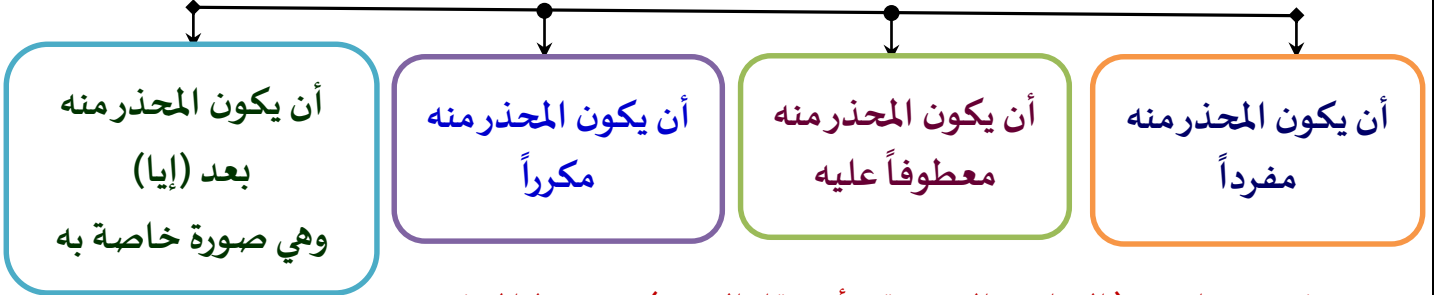 أن يكون المحذر منه
مفرداً
أن يكون المحذر منه
معطوفاً عليه
أن يكون المحذر منه
مكرراً
أن يكون المحذر منه
بعد (إيا)
وهي صورة خاصة به